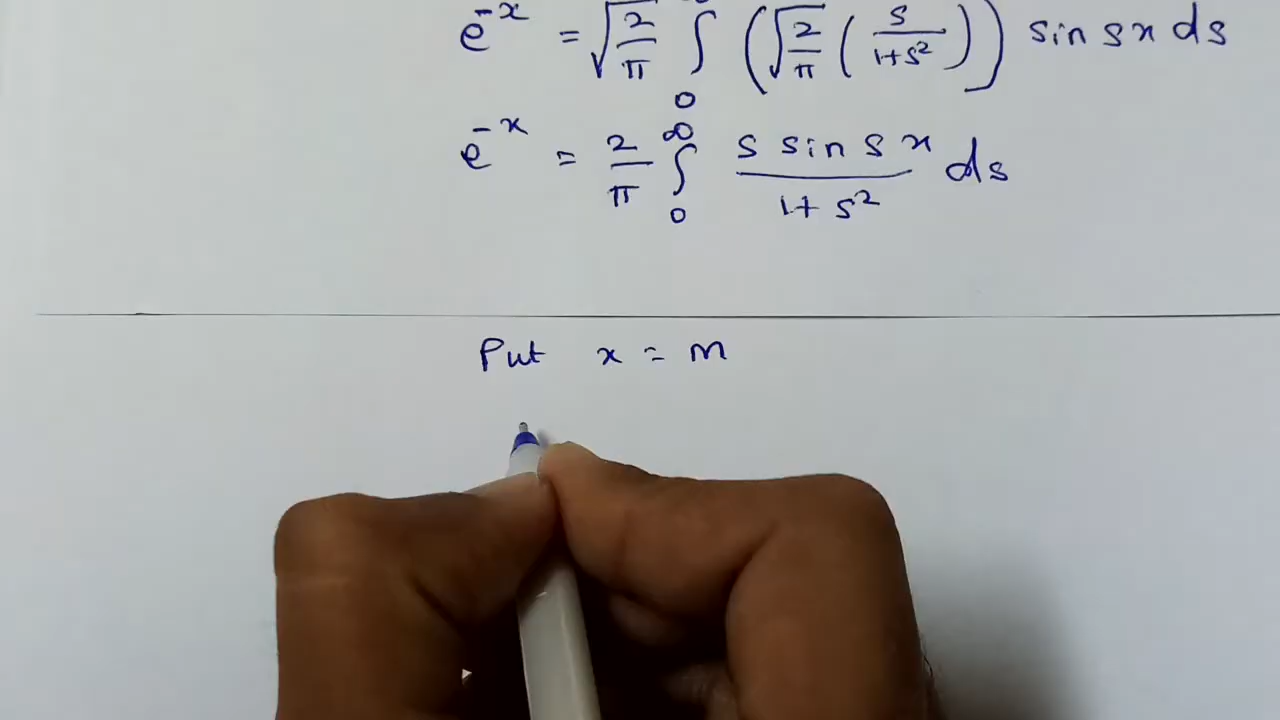 e^{-x} = √(2/π) ∫_0 (√(2/π) (s/(1+s²))) sin sx ds
e^{-x} = 2/π ∫_0^∞ (s sin sx)/(1+s²) ds
Put x = m